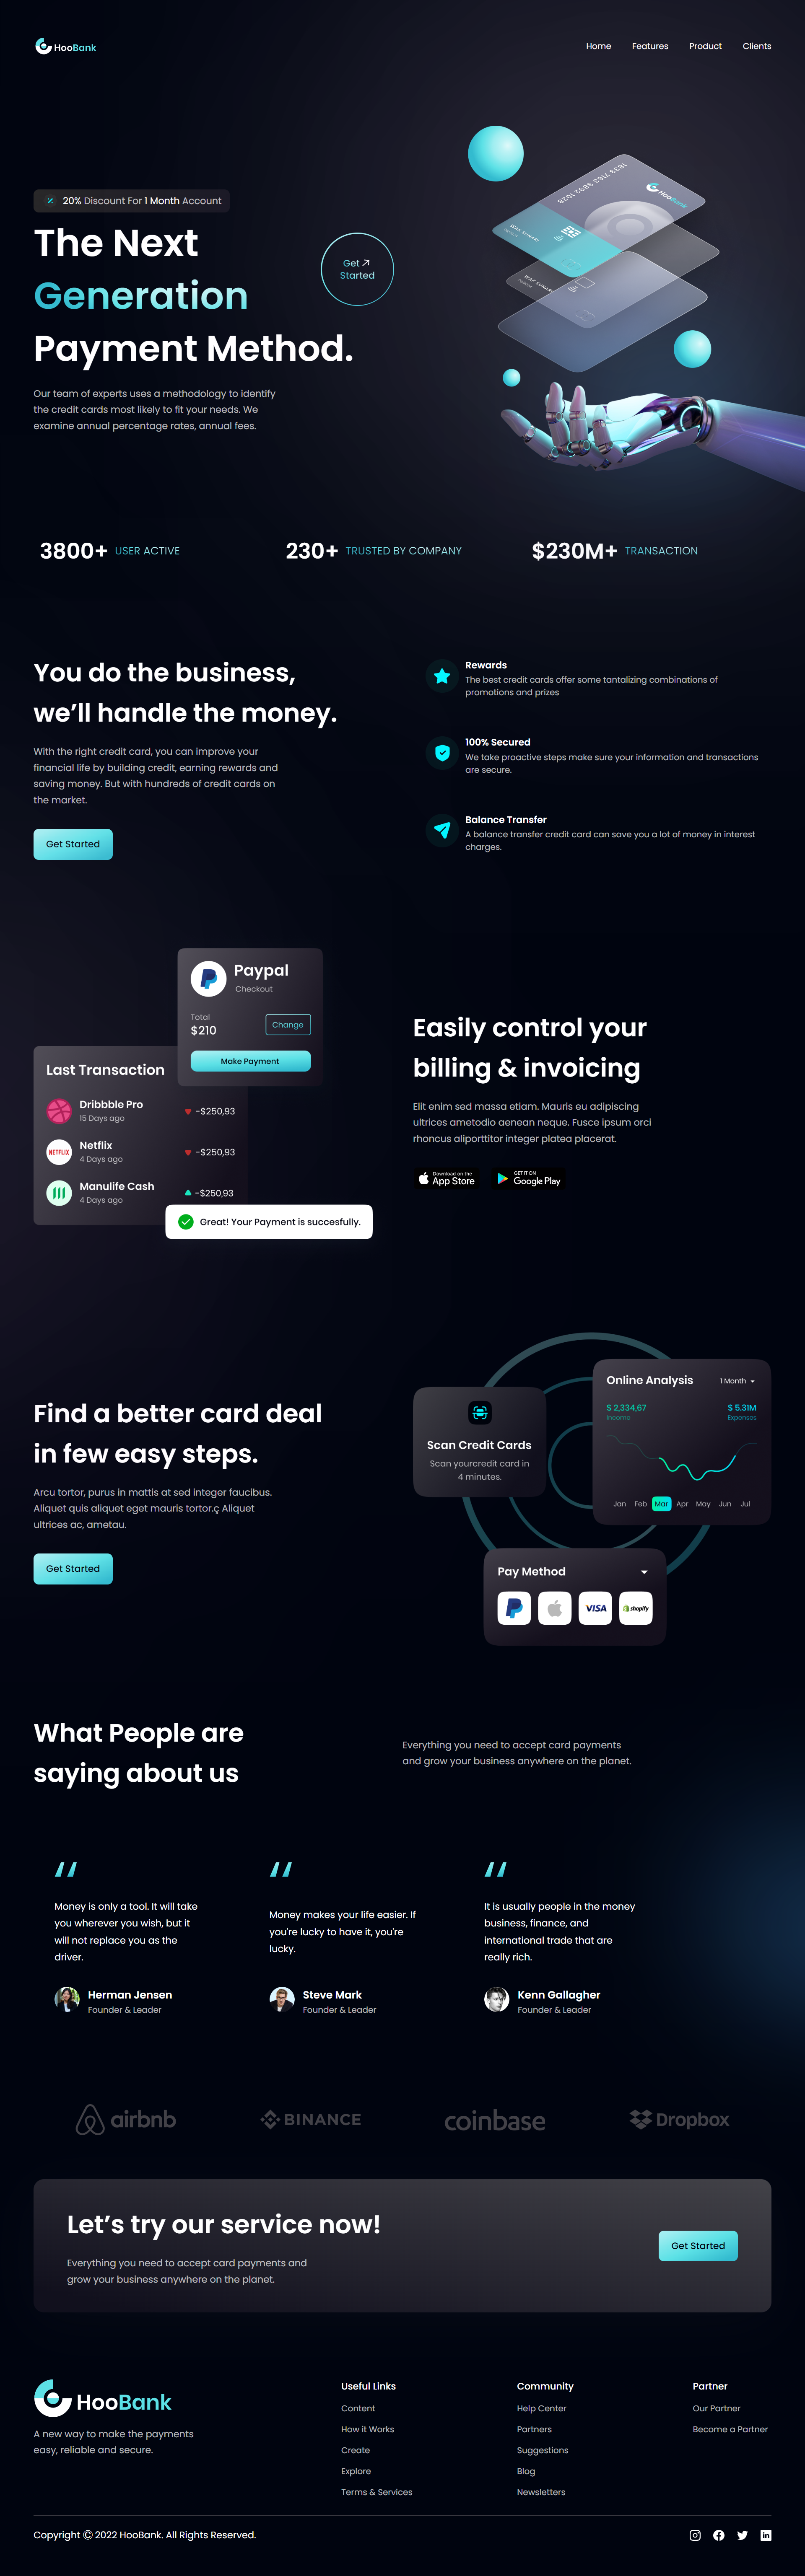 HooBank
Home Features Product Clients
20% Discount For 1 Month Account
The Next
Generation
Payment Method.
Get
Started
Our team of experts uses a methodology to identify
the credit cards most likely to fit your needs. We
examine annual percentage rates, annual fees.
HooBank
3800+ USER ACTIVE
230+ TRUSTED BY COMPANY
$230M+ TRANSACTION
You do the business,
we’ll handle the money.
With the right credit card, you can improve your
financial life by building credit, earning rewards and
saving money. But with hundreds of credit cards on
the market.
Get Started
Rewards
The best credit cards offer some tantalizing combinations of
promotions and prizes
100% Secured
We take proactive steps make sure your information and transactions
are secure.
Balance Transfer
A balance transfer credit card can save you a lot of money in interest
charges.
Paypal
Checkout
Total
$210
Change
Make Payment
Last Transaction
Dribbble Pro
15 Days ago
-$250,93
NETFLIX
Netflix
4 Days ago
-$250,93
Manulife Cash
4 Days ago
-$250,93
Great! Your Payment is succesfully.
Easily control your
billing & invoicing
Elit enim sed massa etiam. Mauris eu adipiscing
ultrices ametodio aenean neque. Fusce ipsum orci
rhoncus aliporttitor integer platea placerat.
Download on the
App Store
GET IT ON
Google Play
Find a better card deal
in few easy steps.
Arcu tortor, purus in mattis at sed integer faucibus.
Aliquet quis aliquet eget mauris tortor.ç Aliquet
ultrices ac, ametau.
Get Started
Scan Credit Cards
Scan yourcredit card in
4 minutes.
Online Analysis
1 Month
$ 2,334,67
Income
$ 5.31M
Expenses
Jan Feb Mar Apr May Jun Jul
Pay Method
VISA
shopify
What People are
saying about us
Everything you need to accept card payments
and grow your business anywhere on the planet.
Money is only a tool. It will take
you wherever you wish, but it
will not replace you as the
driver.
Herman Jensen
Founder & Leader
Money makes your life easier. If
you're lucky to have it, you're
lucky.
Steve Mark
Founder & Leader
It is usually people in the money
business, finance, and
international trade that are
really rich.
Kenn Gallagher
Founder & Leader
airbnb
BINANCE
coinbase
Dropbox
Let’s try our service now!
Everything you need to accept card payments and
grow your business anywhere on the planet.
Get Started
HooBank
A new way to make the payments
easy, reliable and secure.
Useful Links
Content
How it Works
Create
Explore
Terms & Services
Community
Help Center
Partners
Suggestions
Blog
Newsletters
Partner
Our Partner
Become a Partner
Copyright Ⓒ 2022 HooBank. All Rights Reserved.
in